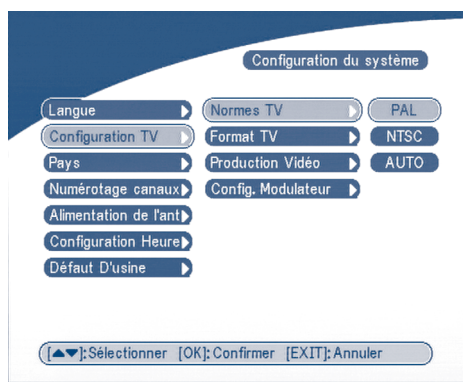 Configuration du système
Langue
Normes TV
PAL
Configuration TV
Format TV
NTSC
Pays
Production Vidéo
AUTO
Numérotage canaux
Config. Modulateur
Alimentation de l'ant
Configuration Heure
Défaut D'usine
[▲▼]: Sélectionner [OK]: Confirmer [EXIT]: Annuler